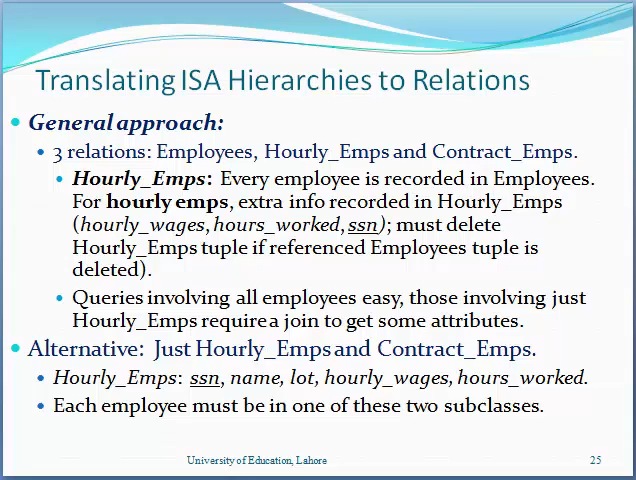 Translating ISA Hierarchies to Relations
• General approach:
• 3 relations: Employees, Hourly_Emps and Contract_Emps.
• Hourly_Emps: Every employee is recorded in Employees.
For hourly emps, extra info recorded in Hourly_Emps
(hourly_wages, hours_worked, ssn); must delete
Hourly_Emps tuple if referenced Employees tuple is
deleted).
• Queries involving all employees easy, those involving just
Hourly_Emps require a join to get some attributes.
• Alternative: Just Hourly_Emps and Contract_Emps.
• Hourly_Emps: ssn, name, lot, hourly_wages, hours_worked.
• Each employee must be in one of these two subclasses.
University of Education, Lahore
25